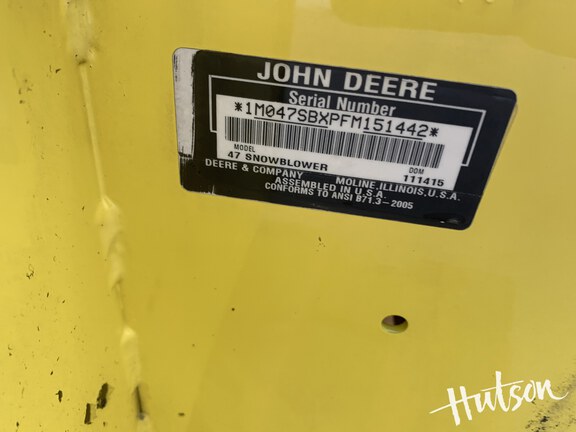 JOHN DEERE
Serial Number
*1M047SBXPFM151442*
MODEL
47 SNOWBLOWER
DOM
111415
DEERE & COMPANY MOLINE, ILLINOIS, U.S.A.
ASSEMBLED IN U.S.A.
CONFORMS TO ANSI B71.3-2005
Hutson